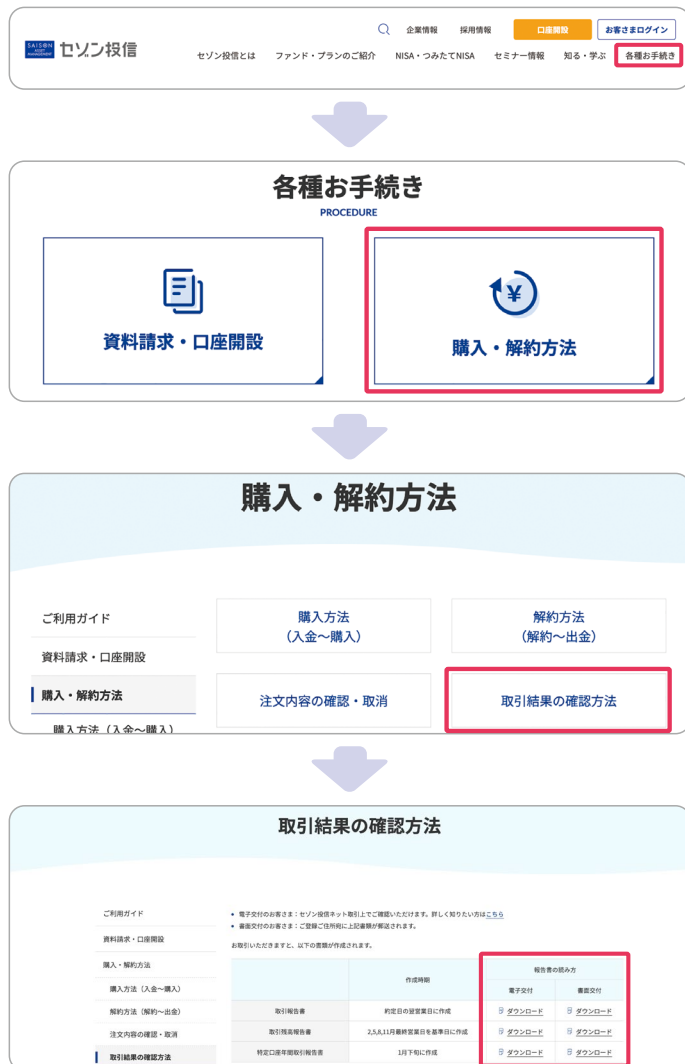 企業情報
採用情報
口座開設
お客さまログイン
SAISON ASSET MANAGEMENT
セゾン投信
セゾン投信とは
ファンド・プランのご紹介
NISA・つみたてNISA
セミナー情報
知る・学ぶ
各種お手続き
各種お手続き
PROCEDURE
資料請求・口座開設
購入・解約方法
購入・解約方法
ご利用ガイド
資料請求・口座開設
購入・解約方法
購入方法（入金〜購入）
購入方法
（入金〜購入）
解約方法
（解約〜出金）
注文内容の確認・取消
取引結果の確認方法
取引結果の確認方法
ご利用ガイド
資料請求・口座開設
購入・解約方法
購入方法（入金〜購入）
解約方法（解約〜出金）
注文内容の確認・取消
取引結果の確認方法
• 電子交付のお客さま：セゾン投信ネット取引上でご確認いただけます。詳しく知りたい方はこちら
• 書面交付のお客さま：ご登録ご住所宛に上記書類が郵送されます。
お取引いただきますと、以下の書類が作成されます。
作成時期
報告書の読み方
電子交付
書面交付
取引報告書
約定日の翌営業日に作成
ダウンロード
ダウンロード
取引残高報告書
2,5,8,11月最終営業日を基準日に作成
ダウンロード
ダウンロード
特定口座年間取引報告書
1月下旬に作成
ダウンロード
ダウンロード